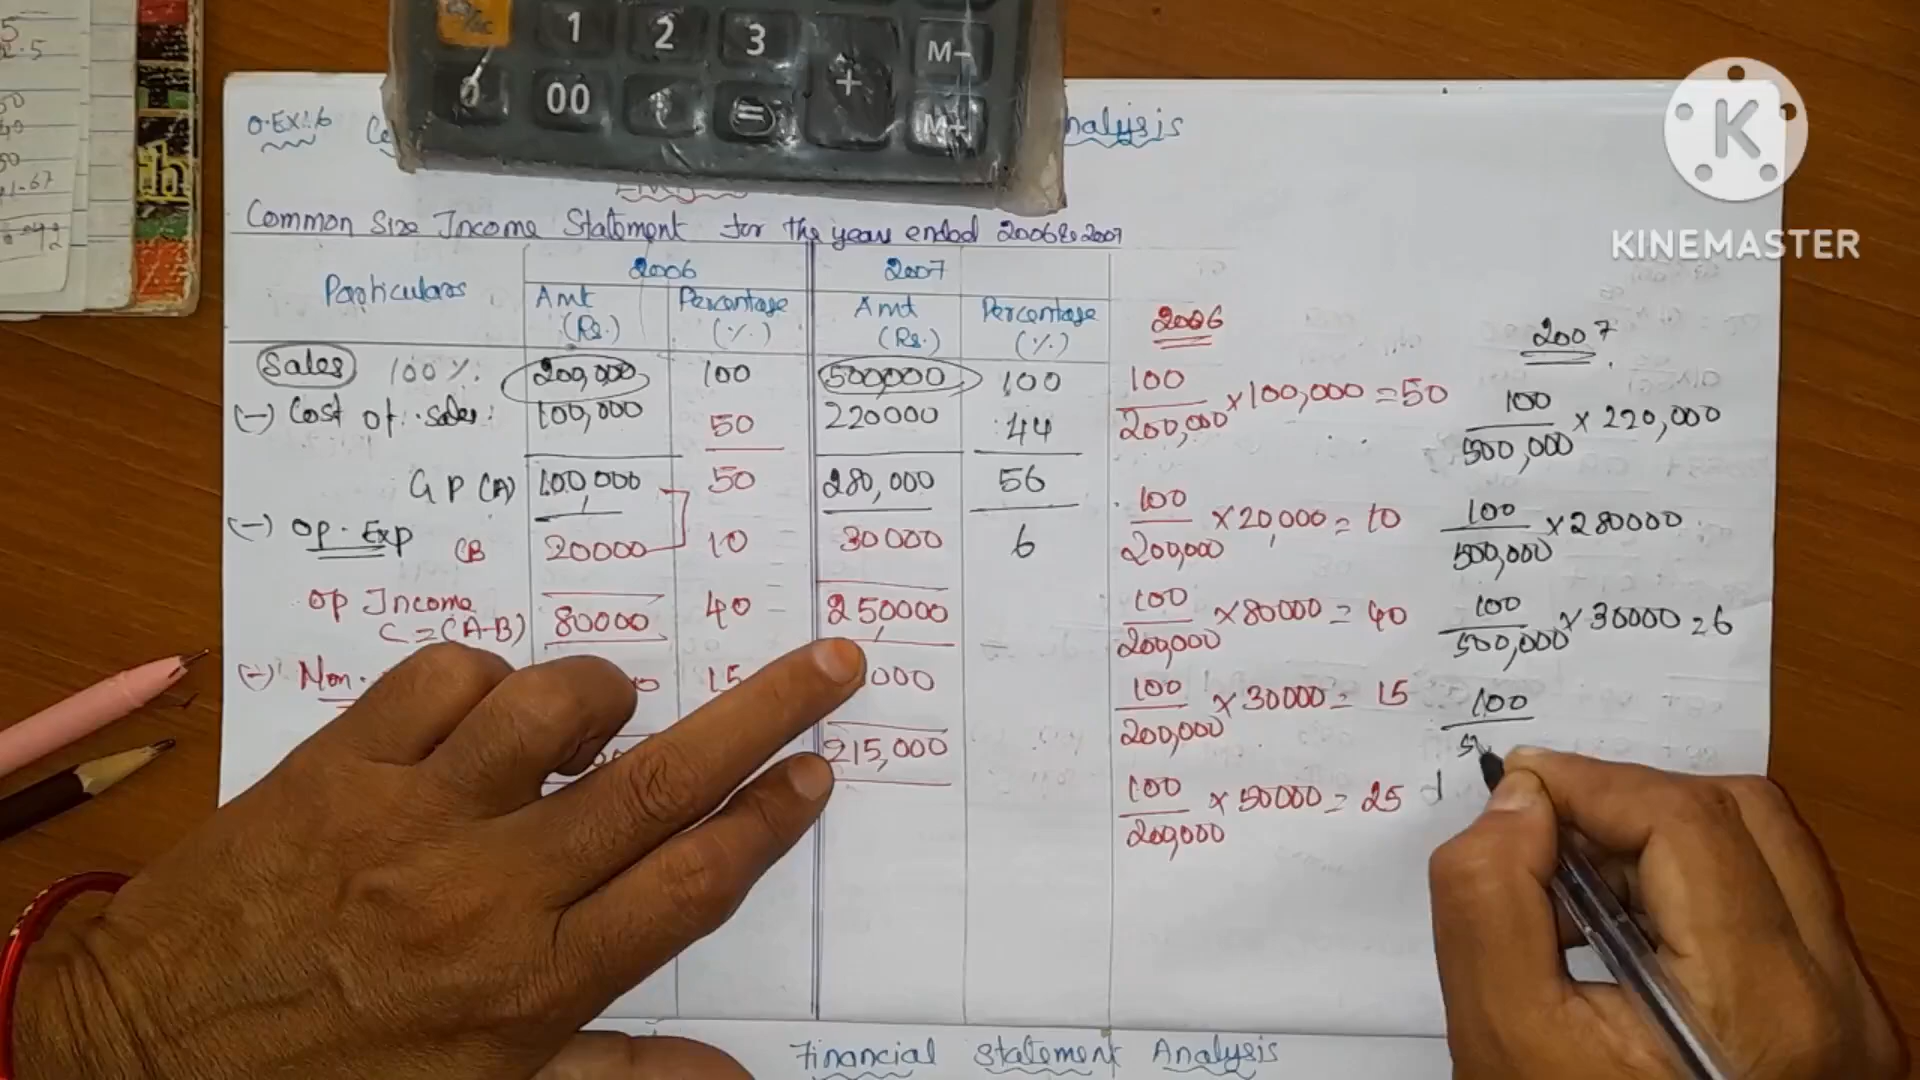 1 2 3 M-
0 00 = + M+
O.EX:6 nalysis
KINEMASTER
Common Size Income Statement for the years ended 2006 & 2007
Particulars 2006 2007
Amt (Rs.) Percentage (%) Amt (Rs.) Percentage (%)
Sales 100%: 200,000 100 500,000 100
(-) Cost of sales: 100,000 50 220000 44
GP (A) 100,000 50 280,000 56
(-) Op. Exp (B 20000 10 30000 6
Op Income 40 250000
C=(A-B) 80000
(-) Non. 15 000
215,000
2006
100/200,000 × 100,000 = 50
100/200,000 × 20,000 = 10
100/200,000 × 80000 = 40
100/200,000 × 30000 = 15
100/200,000 × 50000 = 25
2007
100/500,000 × 220,000
100/500,000 × 280000
100/500,000 × 30000 = 6
100
Financial Statement Analysis